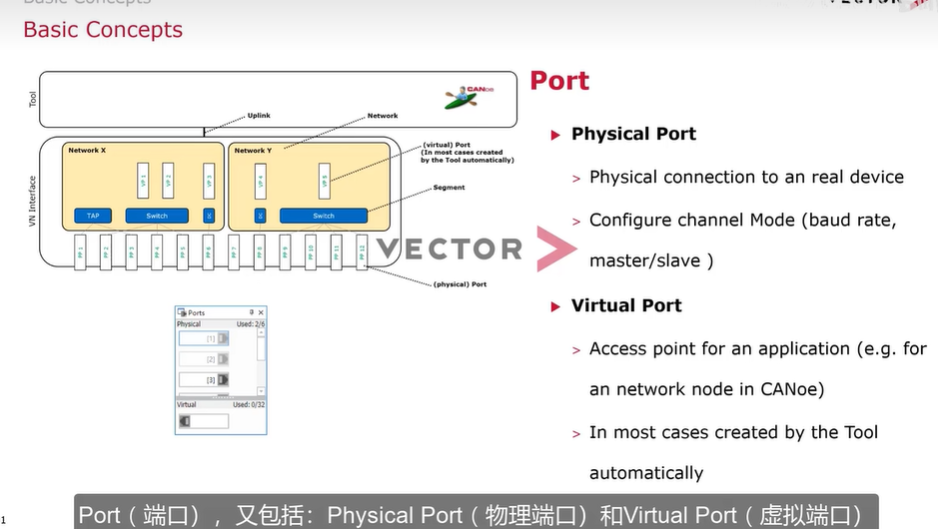 Basic Concepts
VECTOR
Basic Concepts
Tool
CANoe
Uplink
Network
VN Interface
Network X
Network Y
(virtual) Port
(In most cases created
by the Tool automatically)
VP 1
VP 2
VP 3
VP 4
VP 5
Segment
TAP
Switch
Switch
PP 1
PP 2
PP 3
PP 4
PP 5
PP 6
PP 7
PP 8
PP 9
PP 10
PP 11
PP 12
(physical) Port
VECTOR
Ports
Physical
Used: 2/6
[1]
[2]
[3]
Virtual
Used: 0/32
Port
Physical Port
> Physical connection to an real device
> Configure channel Mode (baud rate,
master/slave )
Virtual Port
> Access point for an application (e.g. for
an network node in CANoe)
> In most cases created by the Tool
automatically
1
Port（端口），又包括：Physical Port（物理端口）和Virtual Port（虚拟端口）